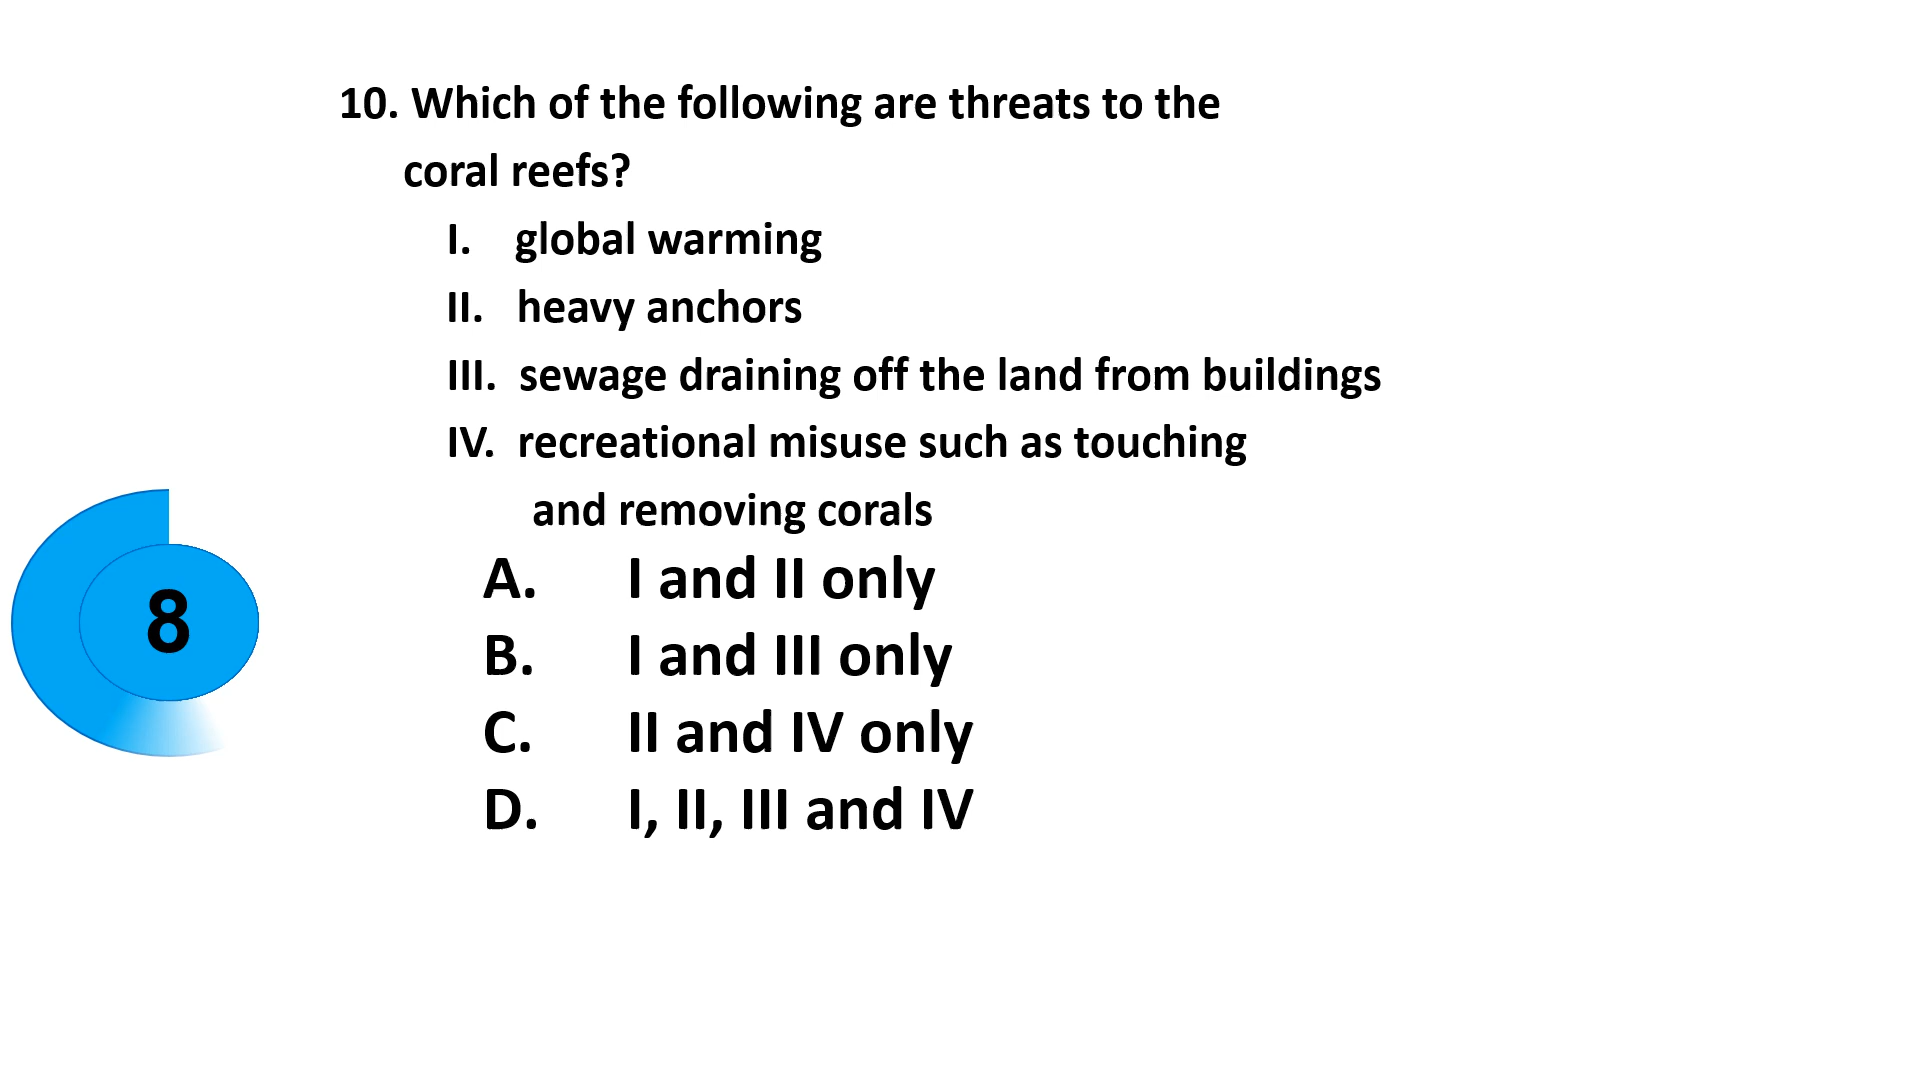 10. Which of the following are threats to the
coral reefs?
I. global warming
II. heavy anchors
III. sewage draining off the land from buildings
IV. recreational misuse such as touching
and removing corals
A. I and II only
B. I and III only
C. II and IV only
D. I, II, III and IV
8